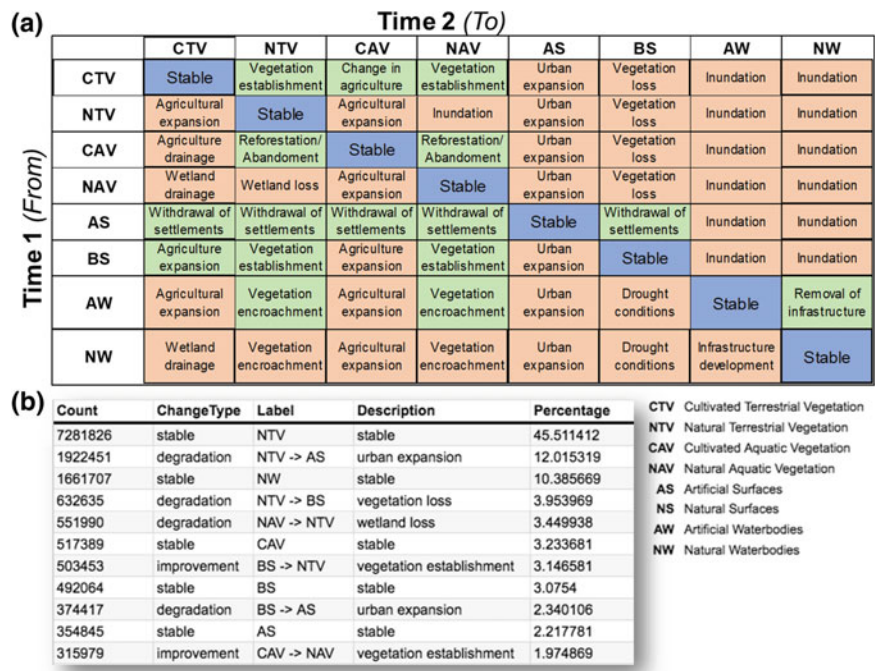 (a)
Time 2 (To)
CTV NTV CAV NAV AS BS AW NW
Time 1 (From)
CTV Stable Vegetation establishment Change in agriculture Vegetation establishment Urban expansion Vegetation loss Inundation Inundation
NTV Agricultural expansion Stable Agricultural expansion Inundation Urban expansion Vegetation loss Inundation Inundation
CAV Agriculture drainage Reforestation/ Abandoment Stable Reforestation/ Abandoment Urban expansion Vegetation loss Inundation Inundation
NAV Wetland drainage Wetland loss Agricultural expansion Stable Urban expansion Vegetation loss Inundation Inundation
AS Withdrawal of settlements Withdrawal of settlements Withdrawal of settlements Withdrawal of settlements Stable Withdrawal of settlements Inundation Inundation
BS Agriculture expansion Vegetation establishment Agriculture expansion Vegetation establishment Urban expansion Stable Inundation Inundation
AW Agricultural expansion Vegetation encroachment Agricultural expansion Vegetation encroachment Urban expansion Drought conditions Stable Removal of infrastructure
NW Wetland drainage Vegetation encroachment Agricultural expansion Vegetation encroachment Urban expansion Drought conditions Infrastructure development Stable
(b)
Count ChangeType Label Description Percentage
7281826 stable NTV stable 45.511412
1922451 degradation NTV -> AS urban expansion 12.015319
1661707 stable NW stable 10.385669
632635 degradation NTV -> BS vegetation loss 3.953969
551990 degradation NAV -> NTV wetland loss 3.449938
517389 stable CAV stable 3.233681
503453 improvement BS -> NTV vegetation establishment 3.146581
492064 stable BS stable 3.0754
374417 degradation BS -> AS urban expansion 2.340106
354845 stable AS stable 2.217781
315979 improvement CAV -> NAV vegetation establishment 1.974869
CTV Cultivated Terrestrial Vegetation
NTV Natural Terrestrial Vegetation
CAV Cultivated Aquatic Vegetation
NAV Natural Aquatic Vegetation
AS Artificial Surfaces
NS Natural Surfaces
AW Artificial Waterbodies
NW Natural Waterbodies